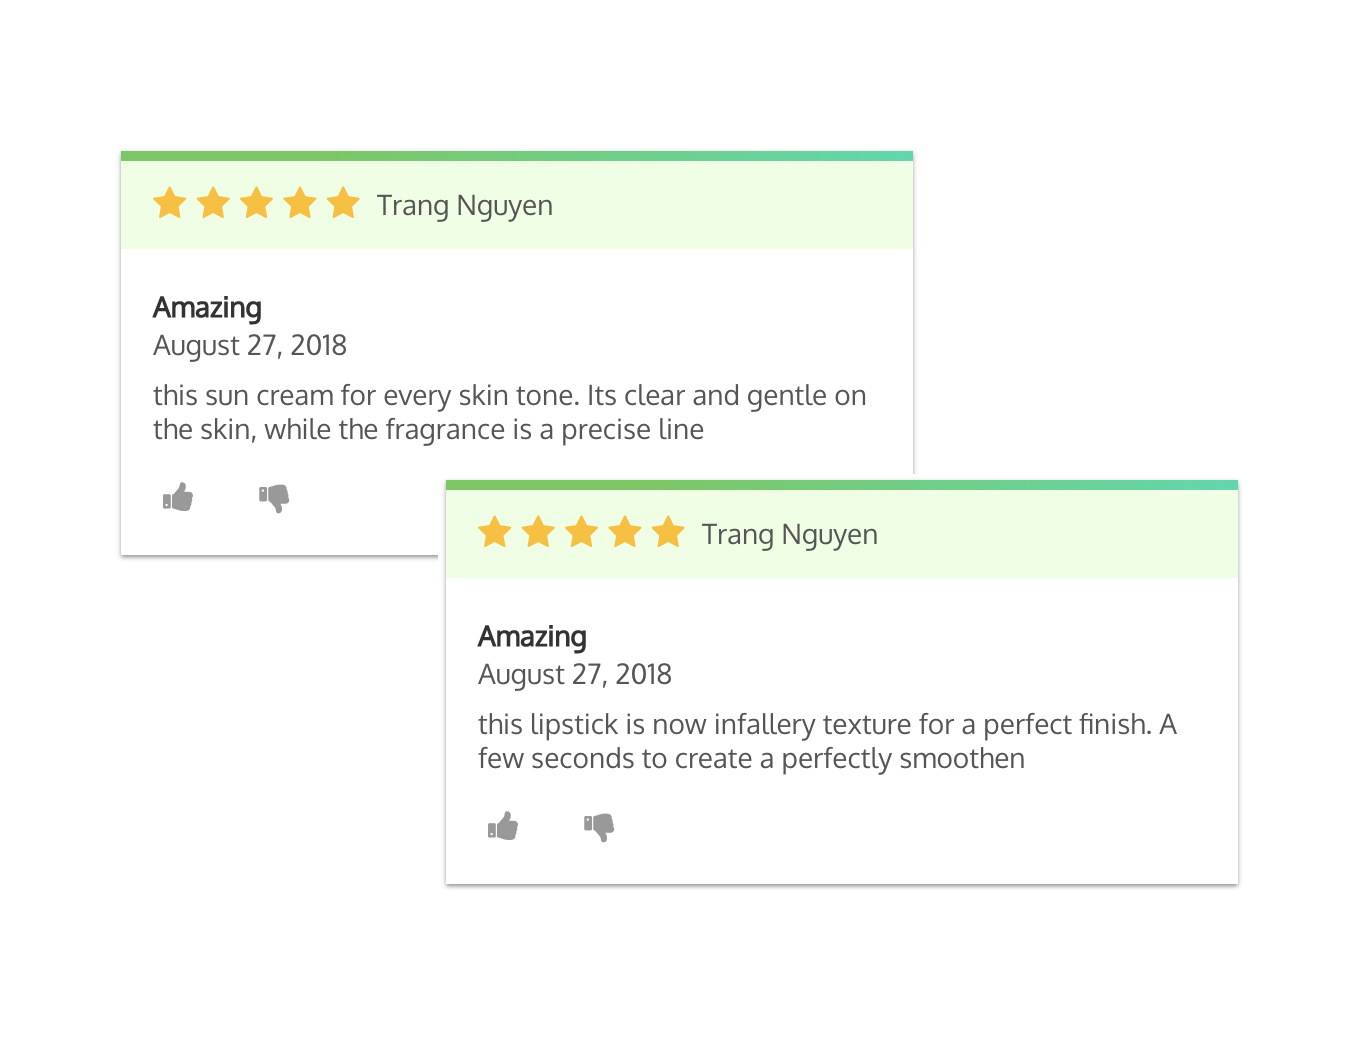 Trang Nguyen
Amazing
August 27, 2018
this sun cream for every skin tone. Its clear and gentle on
the skin, while the fragrance is a precise line
Trang Nguyen
Amazing
August 27, 2018
this lipstick is now infallery texture for a perfect finish. A
few seconds to create a perfectly smoothen